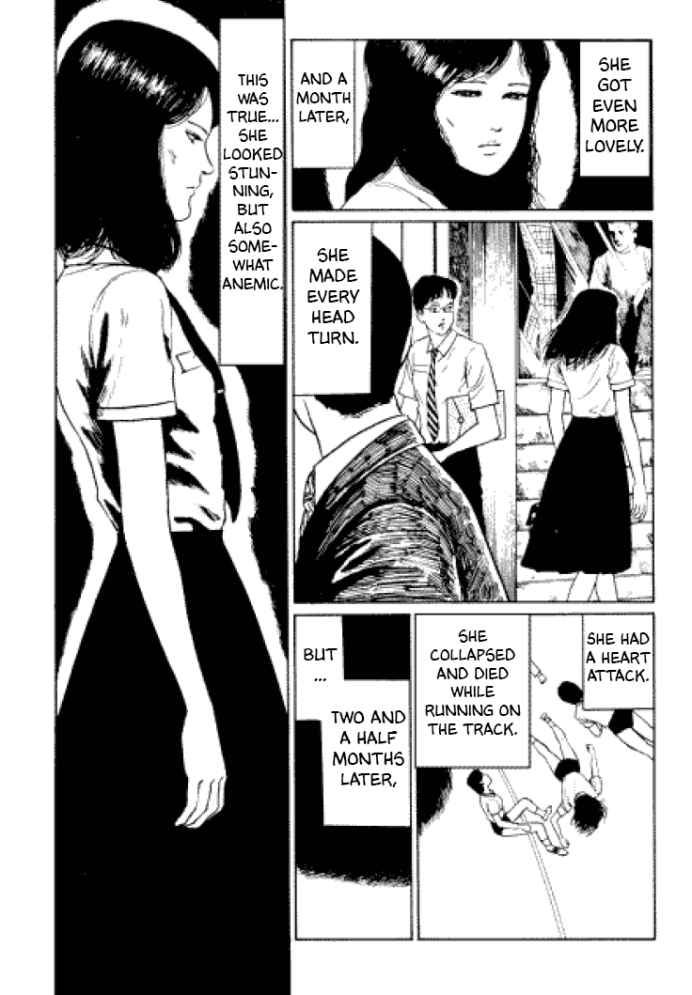 THIS
WAS
TRUE...
SHE
LOOKED
STUN-
NING,
BUT
ALSO
SOME-
WHAT
ANEMIC.
AND A
MONTH
LATER,
SHE
GOT
EVEN
MORE
LOVELY.
SHE
MADE
EVERY
HEAD
TURN.
BUT
...
TWO AND
A HALF
MONTHS
LATER,
SHE
COLLAPSED
AND DIED
WHILE
RUNNING ON
THE TRACK.
SHE HAD
A HEART
ATTACK.